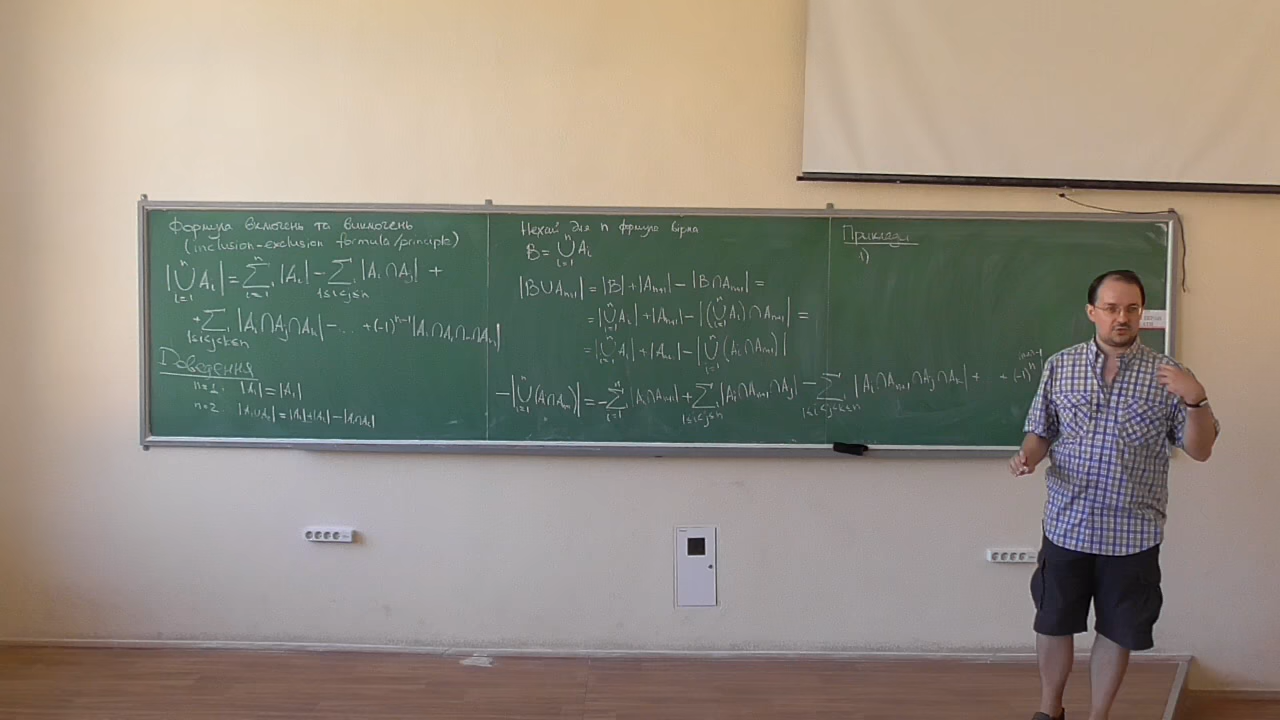 Формула включень та виключень
(inclusion-exclusion formula/principle)
|⋃_{i=1}^{n} A_i| = ∑_{i=1}^{n} |A_i| - ∑_{1≤i<j≤n} |A_i∩A_j| +
+ ∑_{1≤i<j<k≤n} |A_i∩A_j∩A_k| - ... + (-1)^{n-1} |A_1∩A_2∩...∩A_n|
Доведення
n=1. |A_1|=|A_1|
n=2 |A_1∪A_2|=|A_1|+|A_2|-|A_1∩A_2|
Нехай для n формула вірна
B = ⋃_{i=1}^{n} A_i
|B∪A_{n+1}| = |B|+|A_{n+1}| - |B∩A_{n+1}| =
= |⋃_{i=1}^{n} A_i| + |A_{n+1}| - |(⋃_{i=1}^{n} A_i)∩A_{n+1}| =
= |⋃_{i=1}^{n} A_i| + |A_{n+1}| - |⋃_{i=1}^{n} (A_i∩A_{n+1})|
-|⋃_{i=1}^{n} (A_i∩A_{n+1})| = -∑_{i=1}^{n} |A_i∩A_{n+1}| + ∑_{1≤i<j≤n} |A_i∩A_{n+1}∩A_j| - ∑_{1≤i<j<k≤n} |A_i∩A_{n+1}∩A_j∩A_k| + ... + (-1)^n
Приклади
1)